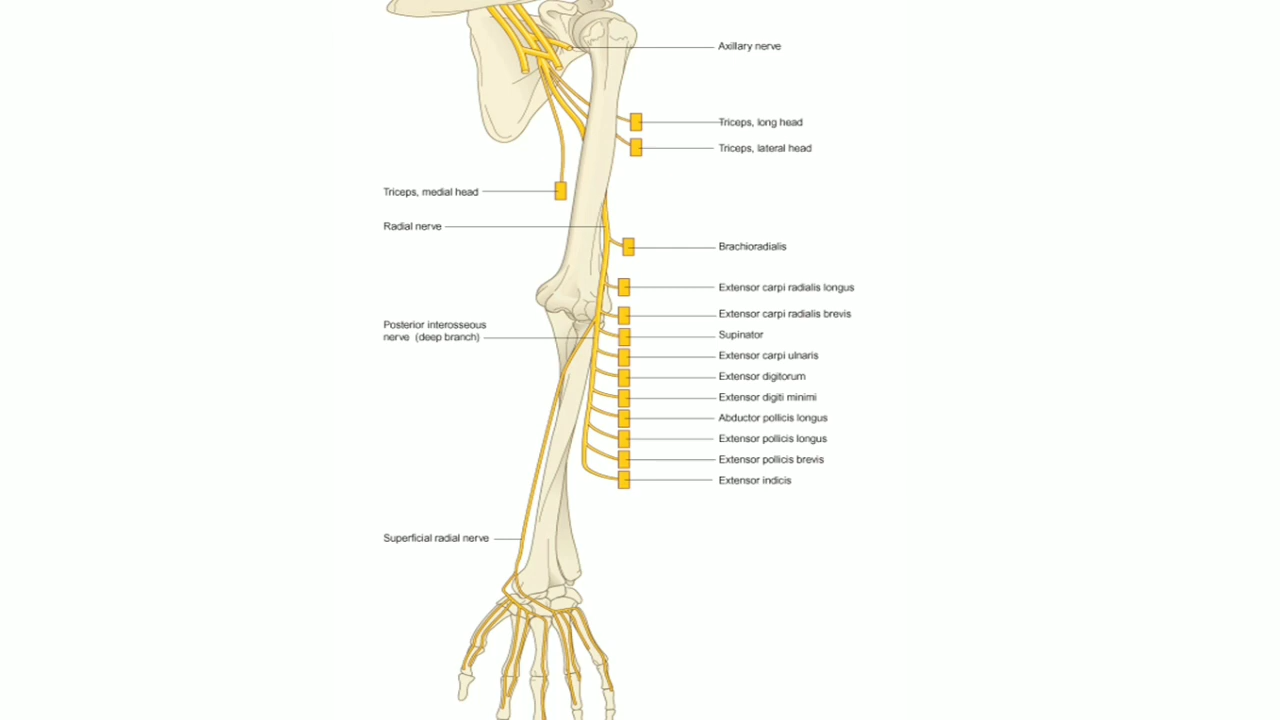 Axillary nerve
Triceps, long head
Triceps, lateral head
Triceps, medial head
Radial nerve
Brachioradialis
Extensor carpi radialis longus
Extensor carpi radialis brevis
Posterior interosseous
nerve (deep branch)
Supinator
Extensor carpi ulnaris
Extensor digitorum
Extensor digiti minimi
Abductor pollicis longus
Extensor pollicis longus
Extensor pollicis brevis
Extensor indicis
Superficial radial nerve